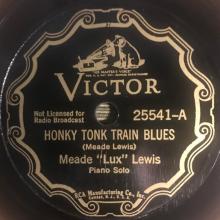 "HIS MASTER'S VOICE"
VICTOR
Not Licensed for
Radio Broadcast
25541-A
HONKY TONK TRAIN BLUES
(Meade Lewis)
Meade "Lux" Lewis
Piano Solo
RCA Manufacturing Co., Inc.
Camden, N. J., U. S. A.